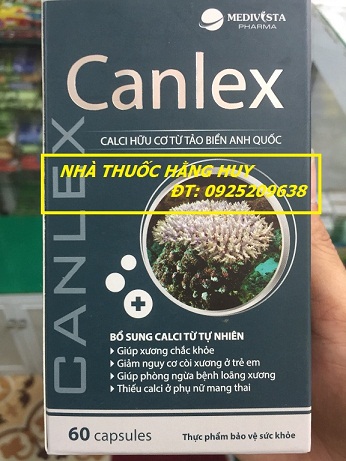 MEDIVISTA
PHARMA
Canlex
CALCI HỮU CƠ TỪ TẢO BIỂN ANH QUỐC
NHÀ THUỐC HẰNG HUY
ĐT: 0925209638
CANLEX
BỔ SUNG CALCI TỪ TỰ NHIÊN
Giúp xương chắc khỏe
Giảm nguy cơ còi xương ở trẻ em
Giúp phòng ngừa bệnh loãng xương
Thiếu calci ở phụ nữ mang thai
60 capsules
Thực phẩm bảo vệ sức khỏe